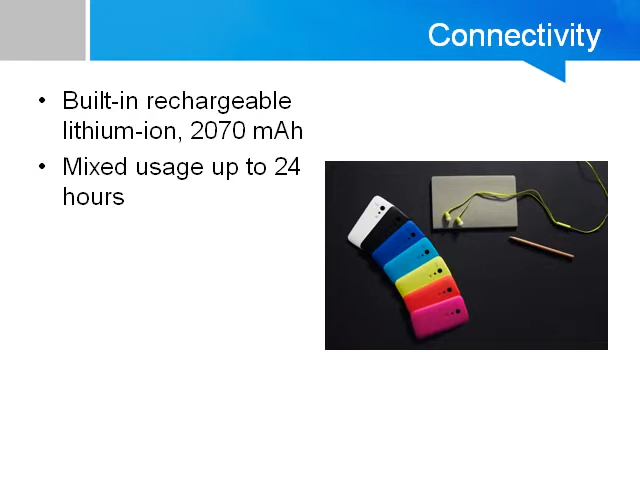 Connectivity
• Built-in rechargeable
lithium-ion, 2070 mAh
• Mixed usage up to 24
hours